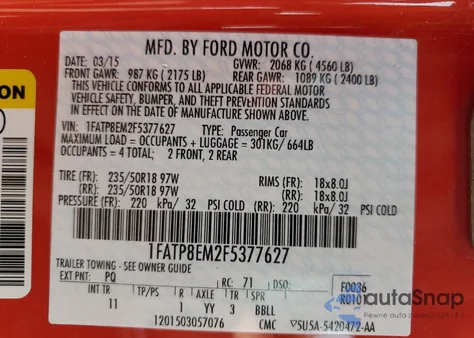 MFD. BY FORD MOTOR CO.
DATE: 03/15 GVWR: 2068 KG (4560 LB)
FRONT GAWR: 987 KG (2175 LB) REAR GAWR: 1089 KG (2400 LB)
THIS VEHICLE CONFORMS TO ALL APPLICABLE FEDERAL MOTOR
VEHICLE SAFETY, BUMPER, AND THEFT PREVENTION STANDARDS
IN EFFECT ON THE DATE OF MANUFACTURE SHOWN ABOVE.
VIN: 1FATP8EM2F5377627 TYPE: Passenger Car
MAXIMUM LOAD = OCCUPANTS + LUGGAGE = 301KG/664LB
OCCUPANTS = 4 TOTAL; 2 FRONT, 2 REAR
TIRE (FR): 235/50R18 97W RIMS (FR): 18x8.0J
(RR): 235/50R18 97W (RR): 18x8.0J
PRESSURE (FR): 220 kPa/ 32 PSI COLD (RR) 220 kPa/ 32 PSI COLD
1FATP8EM2F5377627
TRAILER TOWING - SEE OWNER GUIDE
EXT PNT: PQ RC: 71 DSO: F0036
R0101
INT TR TP/PS R AXLE TR SPR
11 1 YY 3 BBLL
1201503057076 CMC ▽5U5A-5420472-AA
ION
autoSnap
Pewne auto z